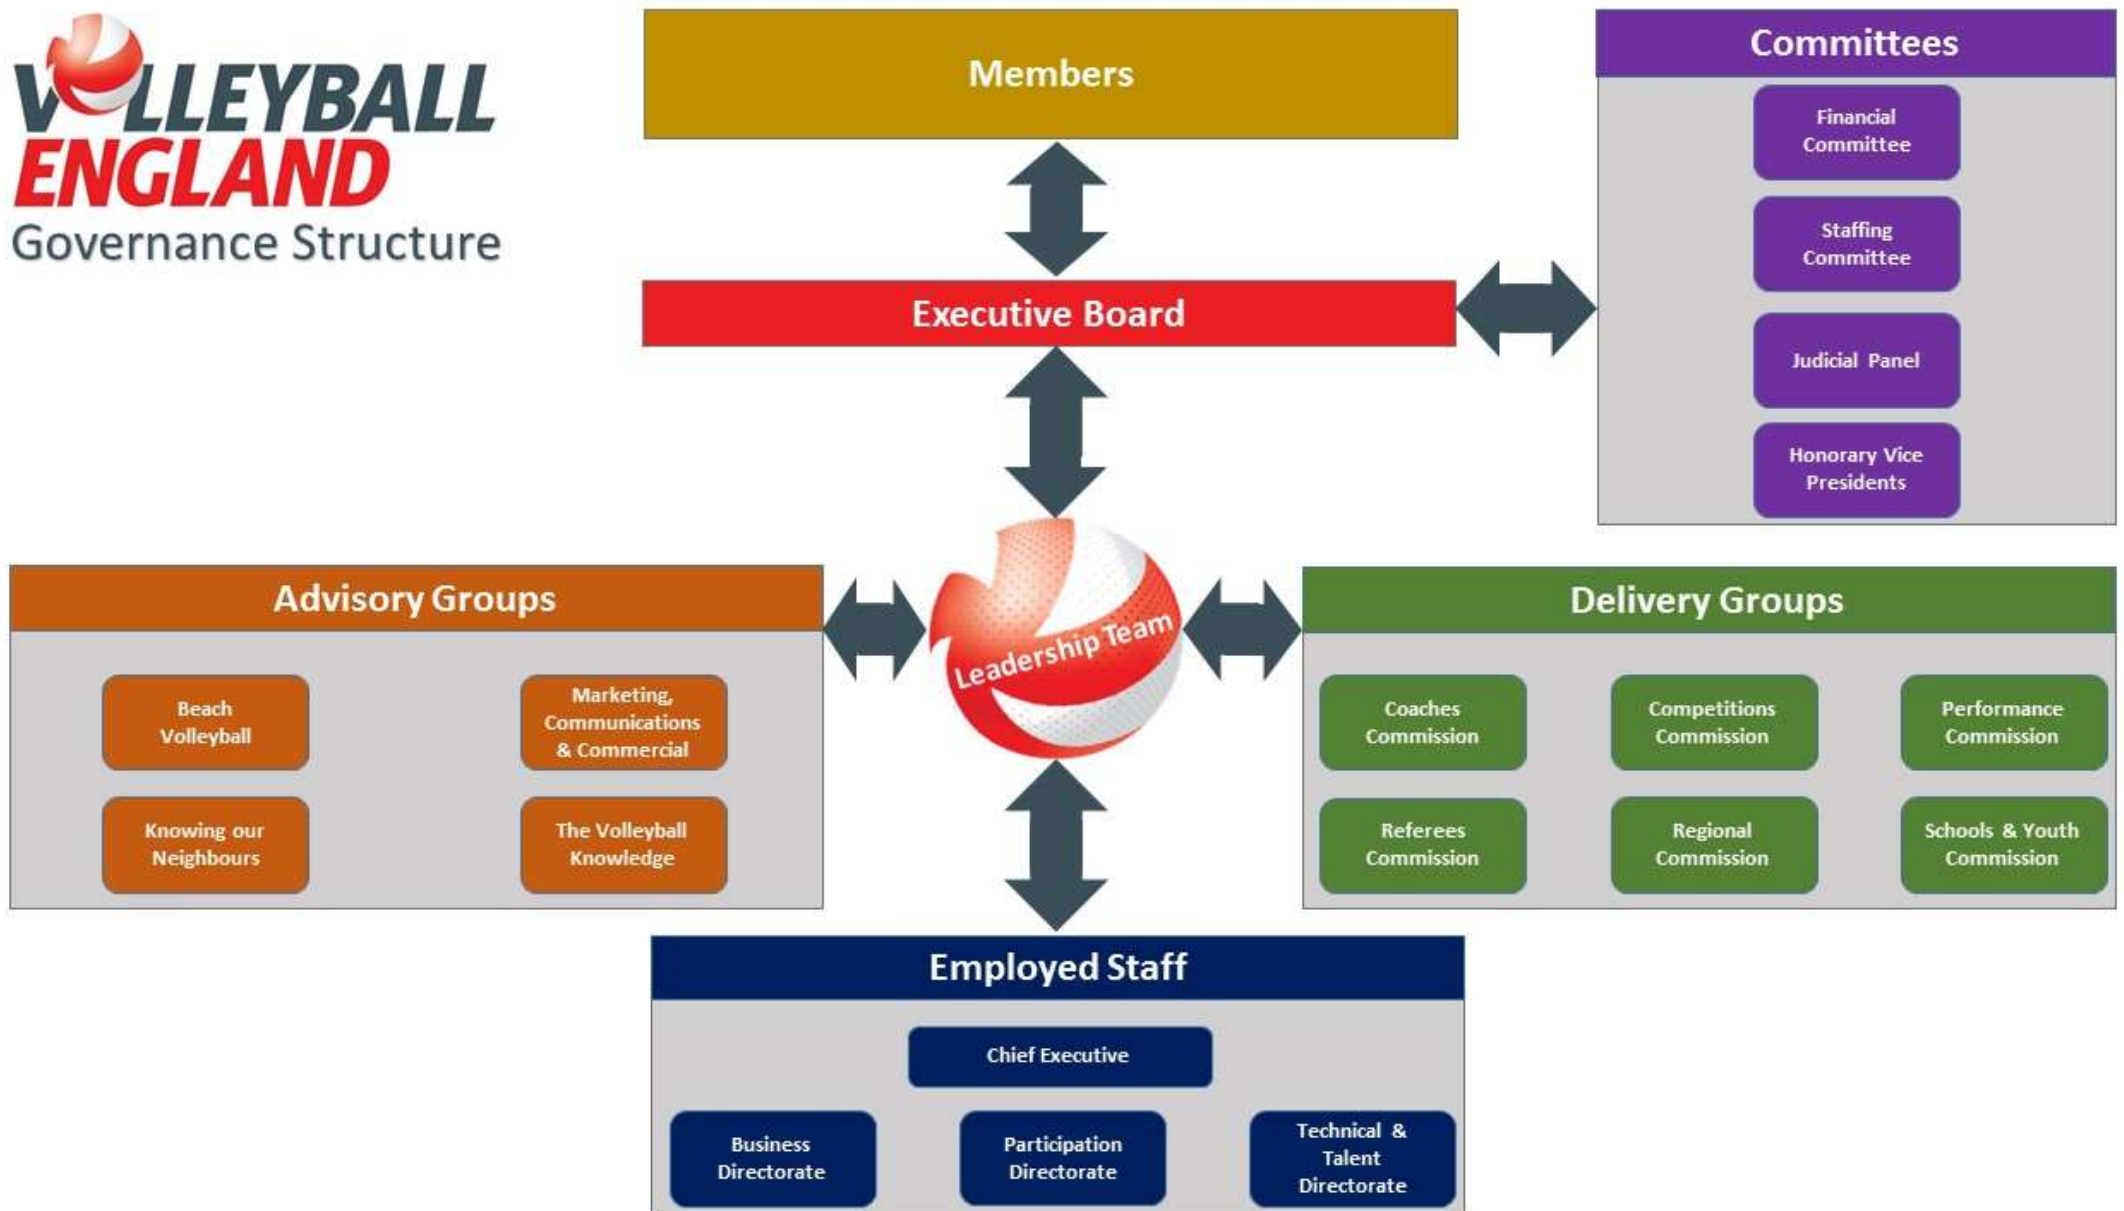 VOLLEYBALL
ENGLAND
Governance Structure
Members
Committees
Financial
Committee
Staffing
Committee
Judicial Panel
Honorary Vice
Presidents
Executive Board
Advisory Groups
Beach
Volleyball
Marketing,
Communications
& Commercial
Knowing our
Neighbours
The Volleyball
Knowledge
Leadership Team
Delivery Groups
Coaches
Commission
Competitions
Commission
Performance
Commission
Referees
Commission
Regional
Commission
Schools & Youth
Commission
Employed Staff
Chief Executive
Business
Directorate
Participation
Directorate
Technical &
Talent
Directorate